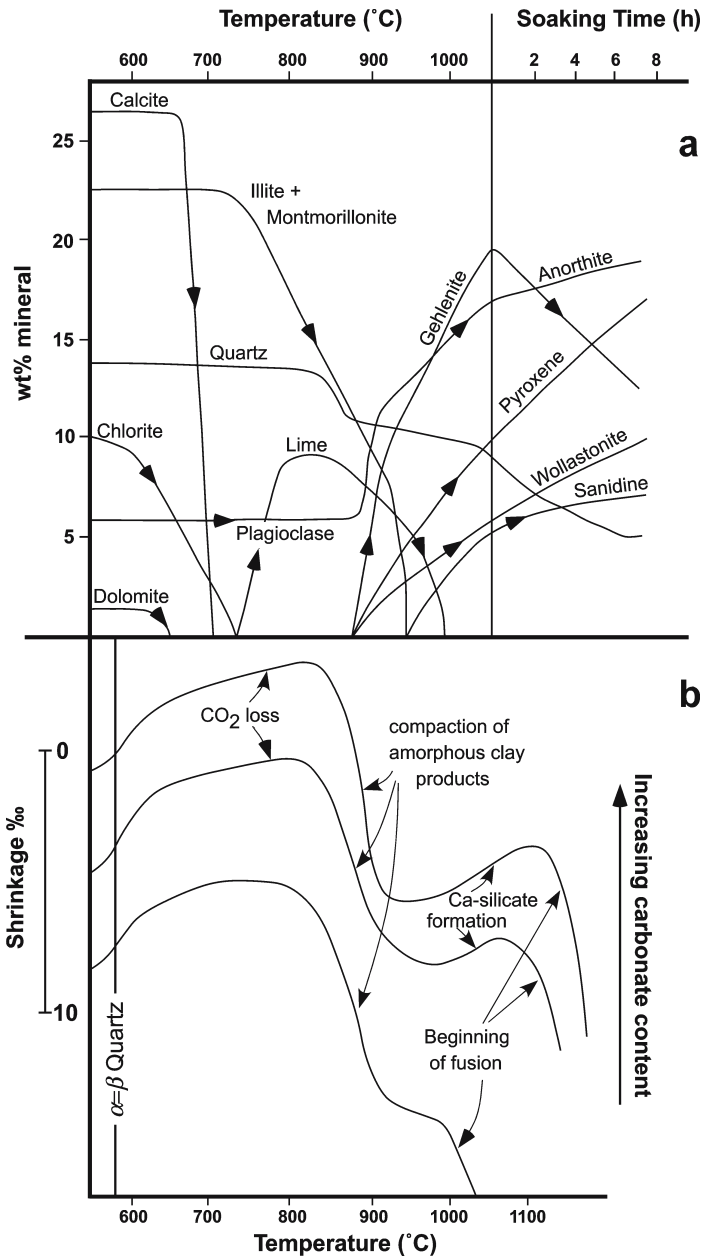 Temperature (˚C) Soaking Time (h)
600 700 800 900 1000 2 4 6 8
Calcite
a
25
Illite +
Montmorillonite
20
Anorthite
Gehlenite
wt% mineral
15
Quartz
Pyroxene
10
Chlorite
Lime
Wollastonite
Sanidine
5
Plagioclase
Dolomite
b
CO2 loss
compaction of
amorphous clay
products
0
Shrinkage ‰
Increasing carbonate content
Ca-silicate
formation
10
Beginning
of fusion
α=β Quartz
600 700 800 900 1000 1100
Temperature (˚C)